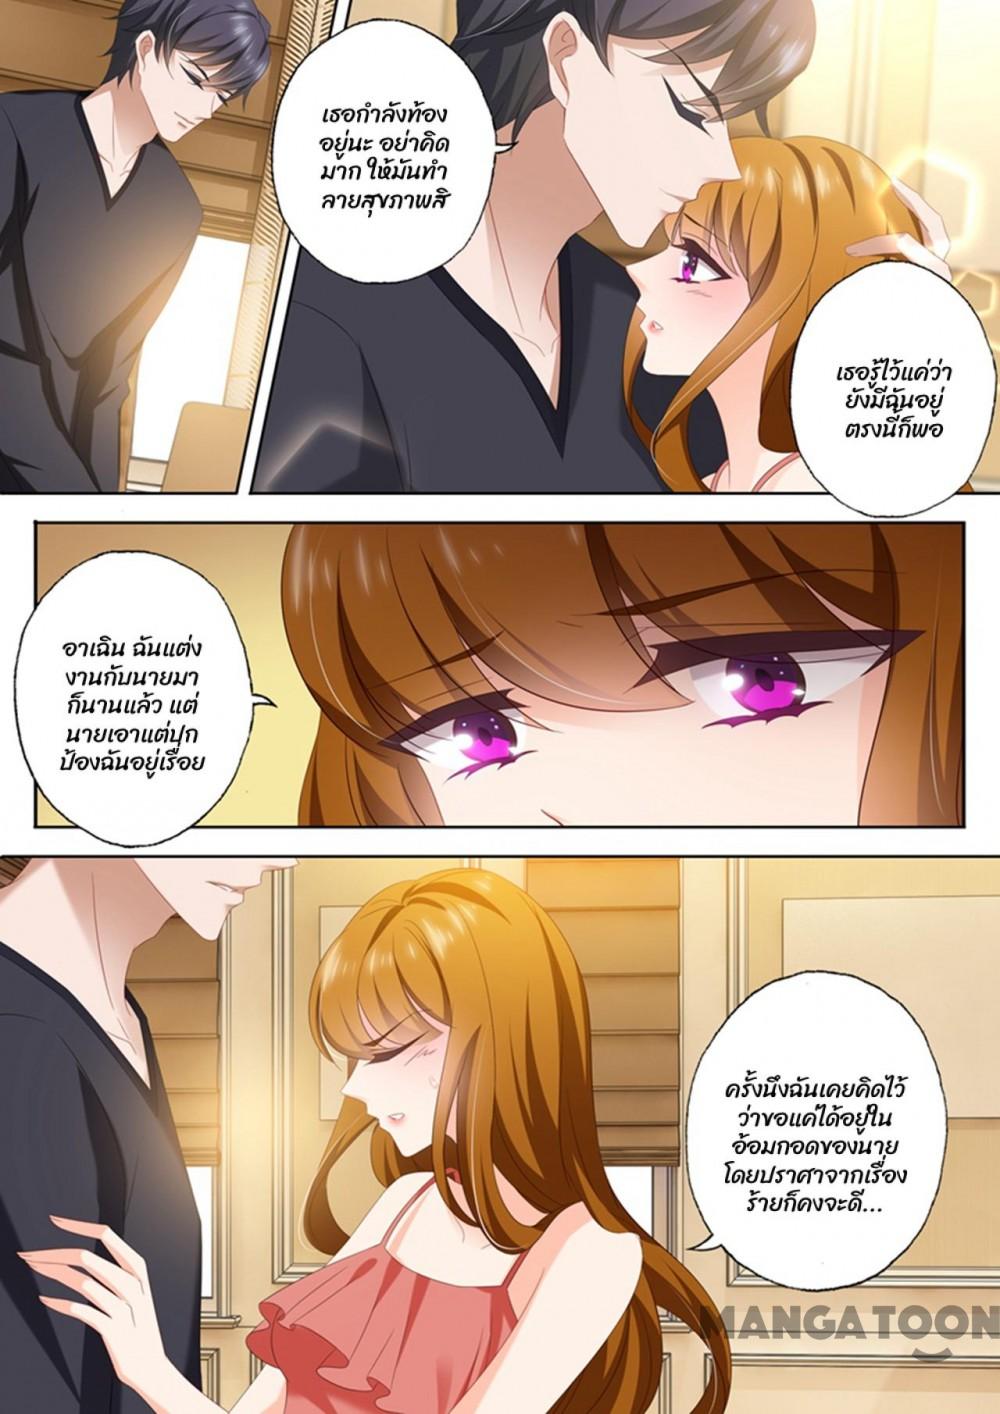 เธอกำลังท้อง
อยู่นะ อย่าคิด
มาก ให้มันทำ
ลายสุขภาพสิ
เธอรู้ไว้แค่ว่า
ยังมีฉันอยู่
ตรงนี้ก็พอ
อาเฉิน ฉันแต่ง
งานกับนายมา
ก็นานแล้ว แต่
นายเอาแต่ปก
ป้องฉันอยู่เรื่อย
ครั้งนึงฉันเคยคิดไว้
ว่าขอแค่ได้อยู่ใน
อ้อมกอดของนาย
โดยปราศาจากเรื่อง
ร้ายก็คงจะดี...
MANGATOON